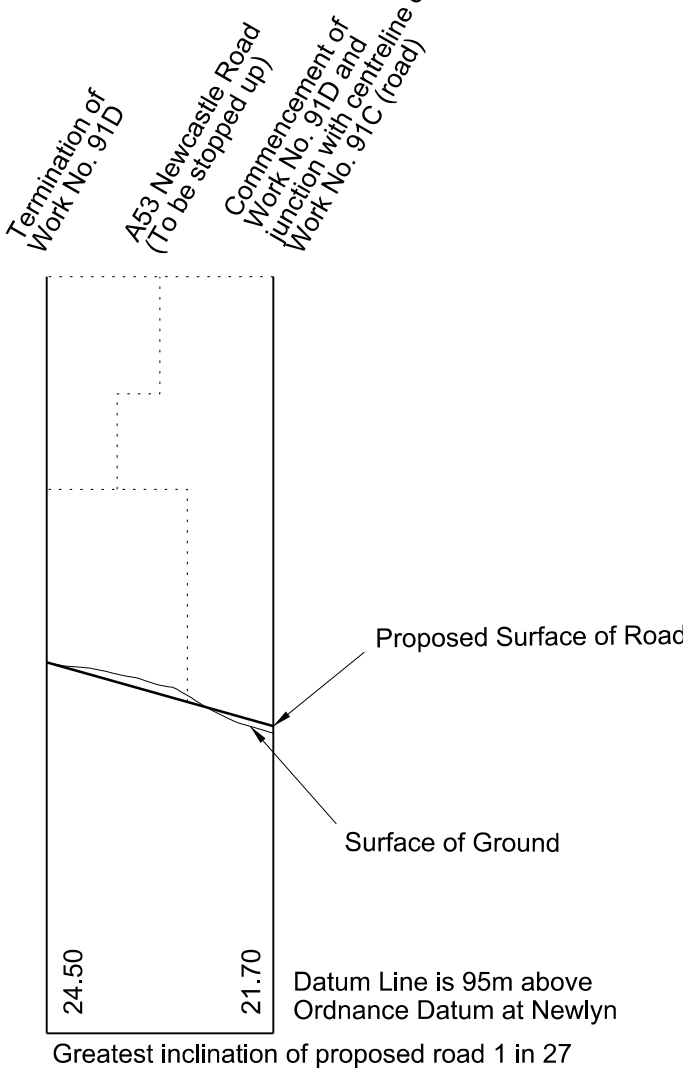 Termination of
Work No. 91D
A53 Newcastle Road
(To be stopped up)
Commencement of
Work No. 91D and
junction with centreline
Work No. 91C (road)
Proposed Surface of Road
Surface of Ground
24.50
21.70
Datum Line is 95m above
Ordnance Datum at Newlyn
Greatest inclination of proposed road 1 in 27